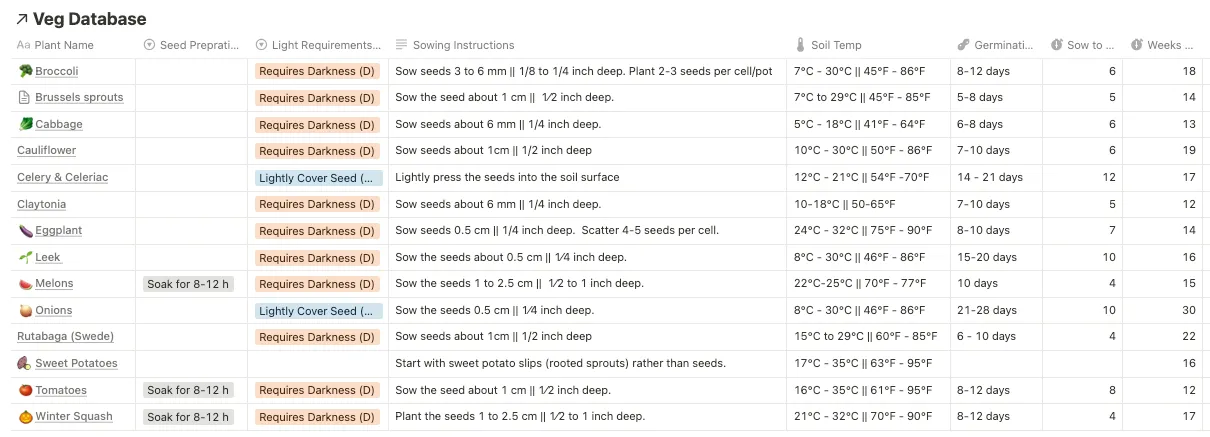 Veg Database
Aa Plant Name Seed Prepratio... Light Requirements... Sowing Instructions Soil Temp Germinati... Sow to ... Weeks ...
Broccoli Requires Darkness (D) Sow seeds 3 to 6 mm || 1/8 to 1/4 inch deep. Plant 2-3 seeds per cell/pot 7°C - 30°C || 45°F - 86°F 8-12 days 6 18
Brussels sprouts Requires Darkness (D) Sow the seed about 1 cm || 1⁄2 inch deep. 7°C to 29°C || 45°F - 85°F 5-8 days 5 14
Cabbage Requires Darkness (D) Sow seeds about 6 mm || 1/4 inch deep. 5°C - 18°C || 41°F - 64°F 6-8 days 6 13
Cauliflower Requires Darkness (D) Sow seeds about 1cm || 1/2 inch deep 10°C - 30°C || 50°F - 86°F 7-10 days 6 19
Celery & Celeriac Lightly Cover Seed (... Lightly press the seeds into the soil surface 12°C - 21°C || 54°F -70°F 14 - 21 days 12 17
Claytonia Requires Darkness (D) Sow seeds about 6 mm || 1/4 inch deep. 10-18°C || 50-65°F 7-10 days 5 12
Eggplant Requires Darkness (D) Sow seeds 0.5 cm || 1/4 inch deep. Scatter 4-5 seeds per cell. 24°C - 32°C || 75°F - 90°F 8-10 days 7 14
Leek Requires Darkness (D) Sow the seeds about 0.5 cm || 1⁄4 inch deep. 8°C - 30°C || 46°F - 86°F 15-20 days 10 16
Melons Soak for 8-12 h Requires Darkness (D) Sow the seeds 1 to 2.5 cm || 1⁄2 to 1 inch deep. 22°C-25°C || 70°F - 77°F 10 days 4 15
Onions Lightly Cover Seed (... Sow the seeds 0.5 cm || 1⁄4 inch deep. 8°C - 30°C || 46°F - 86°F 21-28 days 10 30
Rutabaga (Swede) Requires Darkness (D) Sow seeds about 1cm || 1/2 inch deep 15°C to 29°C || 60°F - 85°F 6 - 10 days 4 22
Sweet Potatoes Start with sweet potato slips (rooted sprouts) rather than seeds. 17°C - 35°C || 63°F - 95°F 16
Tomatoes Soak for 8-12 h Requires Darkness (D) Sow the seed about 1 cm || 1⁄2 inch deep. 16°C - 35°C || 61°F - 95°F 8-12 days 8 12
Winter Squash Soak for 8-12 h Requires Darkness (D) Plant the seeds 1 to 2.5 cm || 1⁄2 to 1 inch deep. 21°C - 32°C || 70°F - 90°F 8-12 days 4 17